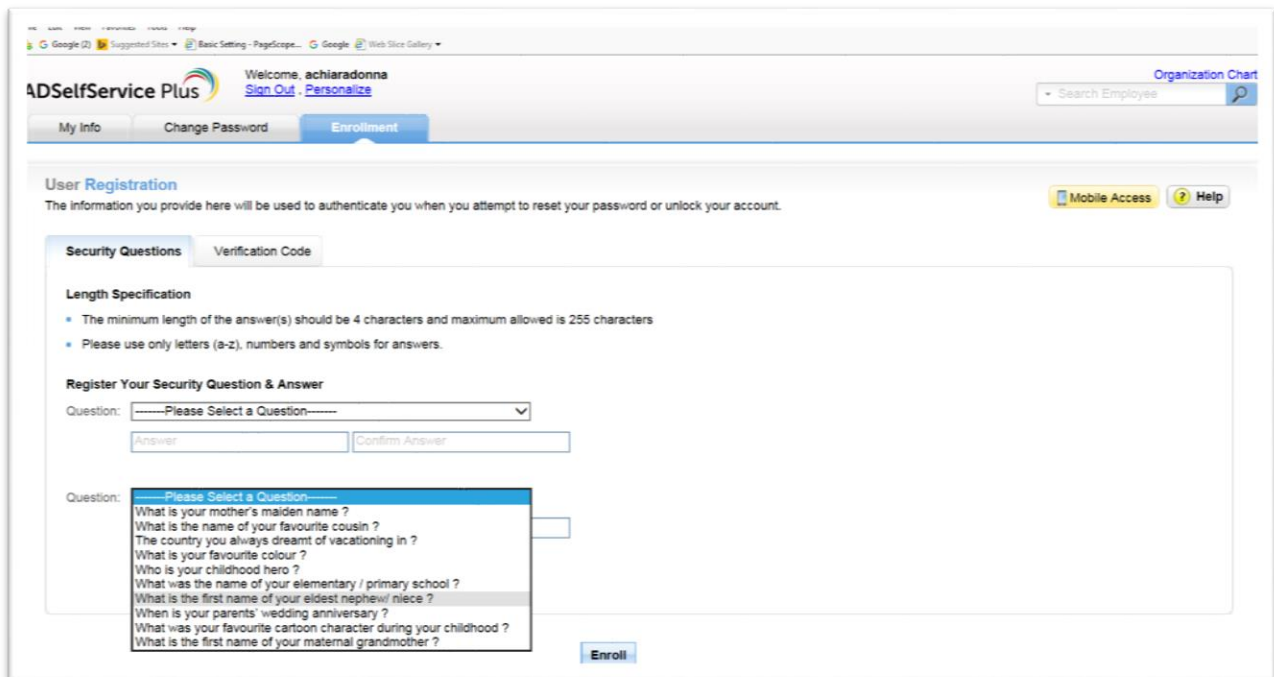 Google (2) Suggested Sites Basic Setting - PageScope... Google Web Slice Gallery
ADSelfService Plus
Welcome, achiaradonna
Sign Out . Personalize
Organization Chart
Search Employee
My Info Change Password Enrollment
User Registration
The information you provide here will be used to authenticate you when you attempt to reset your password or unlock your account.
Mobile Access ? Help
Security Questions Verification Code
Length Specification
The minimum length of the answer(s) should be 4 characters and maximum allowed is 255 characters
Please use only letters (a-z), numbers and symbols for answers.
Register Your Security Question & Answer
Question: -------Please Select a Question-------
Answer Confirm Answer
Question: -------Please Select a Question-------
What is your mother's maiden name ?
What is the name of your favourite cousin ?
The country you always dreamt of vacationing in ?
What is your favourite colour ?
Who is your childhood hero ?
What was the name of your elementary / primary school ?
What is the first name of your eldest nephew/ niece ?
When is your parents' wedding anniversary ?
What was your favourite cartoon character during your childhood ?
What is the first name of your maternal grandmother ?
Enroll